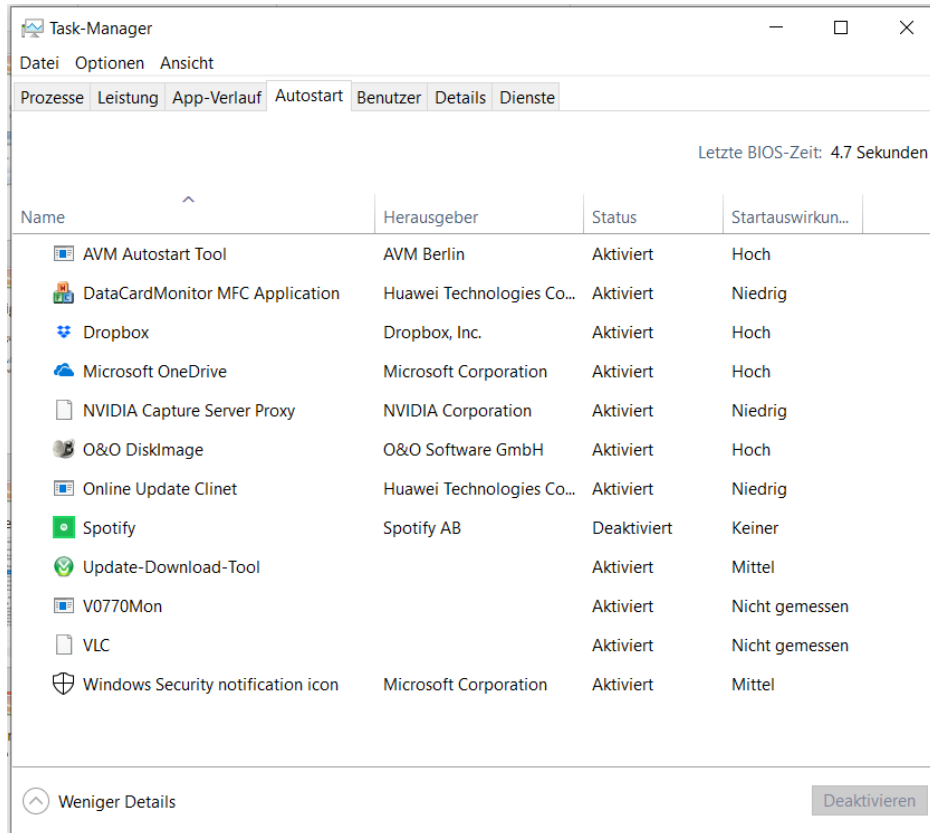 Task-Manager
Datei Optionen Ansicht
Prozesse Leistung App-Verlauf Autostart Benutzer Details Dienste
Letzte BIOS-Zeit: 4.7 Sekunden
Name Herausgeber Status Startauswirkun...
AVM Autostart Tool AVM Berlin Aktiviert Hoch
DataCardMonitor MFC Application Huawei Technologies Co... Aktiviert Niedrig
Dropbox Dropbox, Inc. Aktiviert Hoch
Microsoft OneDrive Microsoft Corporation Aktiviert Hoch
NVIDIA Capture Server Proxy NVIDIA Corporation Aktiviert Niedrig
O&O DiskImage O&O Software GmbH Aktiviert Hoch
Online Update Clinet Huawei Technologies Co... Aktiviert Niedrig
Spotify Spotify AB Deaktiviert Keiner
Update-Download-Tool Aktiviert Mittel
V0770Mon Aktiviert Nicht gemessen
VLC Aktiviert Nicht gemessen
Windows Security notification icon Microsoft Corporation Aktiviert Mittel
Weniger Details Deaktivieren